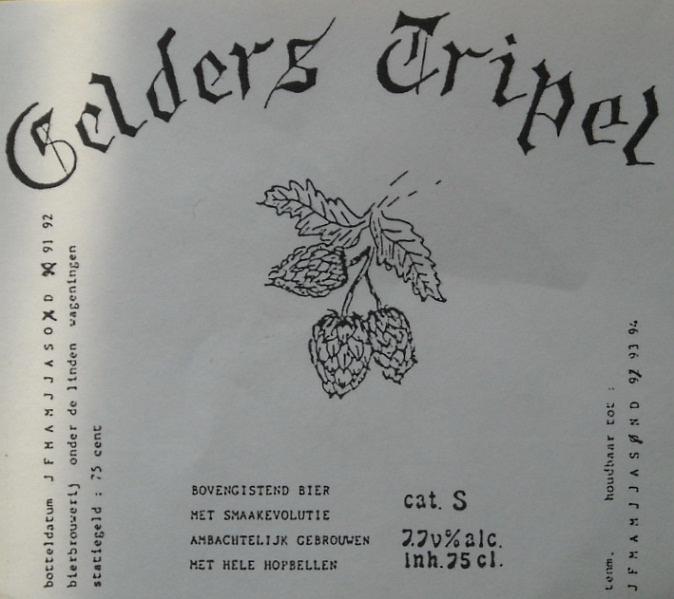 Gelders Tripel
botteldatum J F M A M J J A S O N D 91 92
bierbrouwerij onder de linden wageningen
statiegeld : 75 cent
BOVENGISTEND BIER
MET SMAAKEVOLUTIE
AMBACHTELIJK GEBROUWEN
MET HELE HOPBELLEN
cat. S
7.7v%alc.
inh.75cl.
tenm. houdbaar tot :
J F M A M J J A S O N D 92 93 94